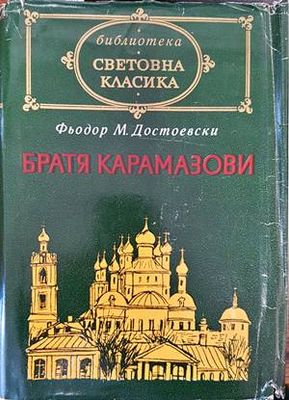 библиотека
СВЕТОВНА
КЛАСИКА
Фьодор М. Достоевски
БРАТЯ КАРАМАЗОВИ